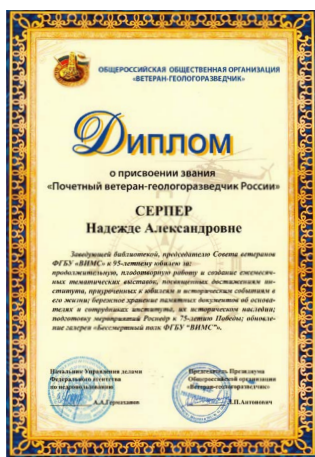 ОБЩЕРОССИЙСКАЯ ОБЩЕСТВЕННАЯ ОРГАНИЗАЦИЯ
«ВЕТЕРАН-ГЕОЛОГОРАЗВЕДЧИК»
Диплом
о присвоении звания
«Почетный ветеран-геологоразведчик России»
СЕРПЕР
Надежде Александровне
Заведующей библиотекой, председателю Совета ветеранов
ФГБУ «ВИМС» к 95-летнему юбилею за:
продолжительную, плодотворную работу и создание ежемесяч-
ных тематических выставок, посвященных достижениям ин-
ститута, приуроченных к юбилеям и историческим событиям в
его жизни; бережное хранение памятных документов об основа-
телях и сотрудниках института, их историческом наследии;
подготовку мероприятий Роснедр к 75-летию Победы; обновле-
ние галереи «Бессмертный полк ФГБУ "ВИМС"».
Начальник Управления делами
Федерального агентства
по недропользованию
Председатель Президиума
Общероссийской организации
«Ветеран-геологоразведчик»